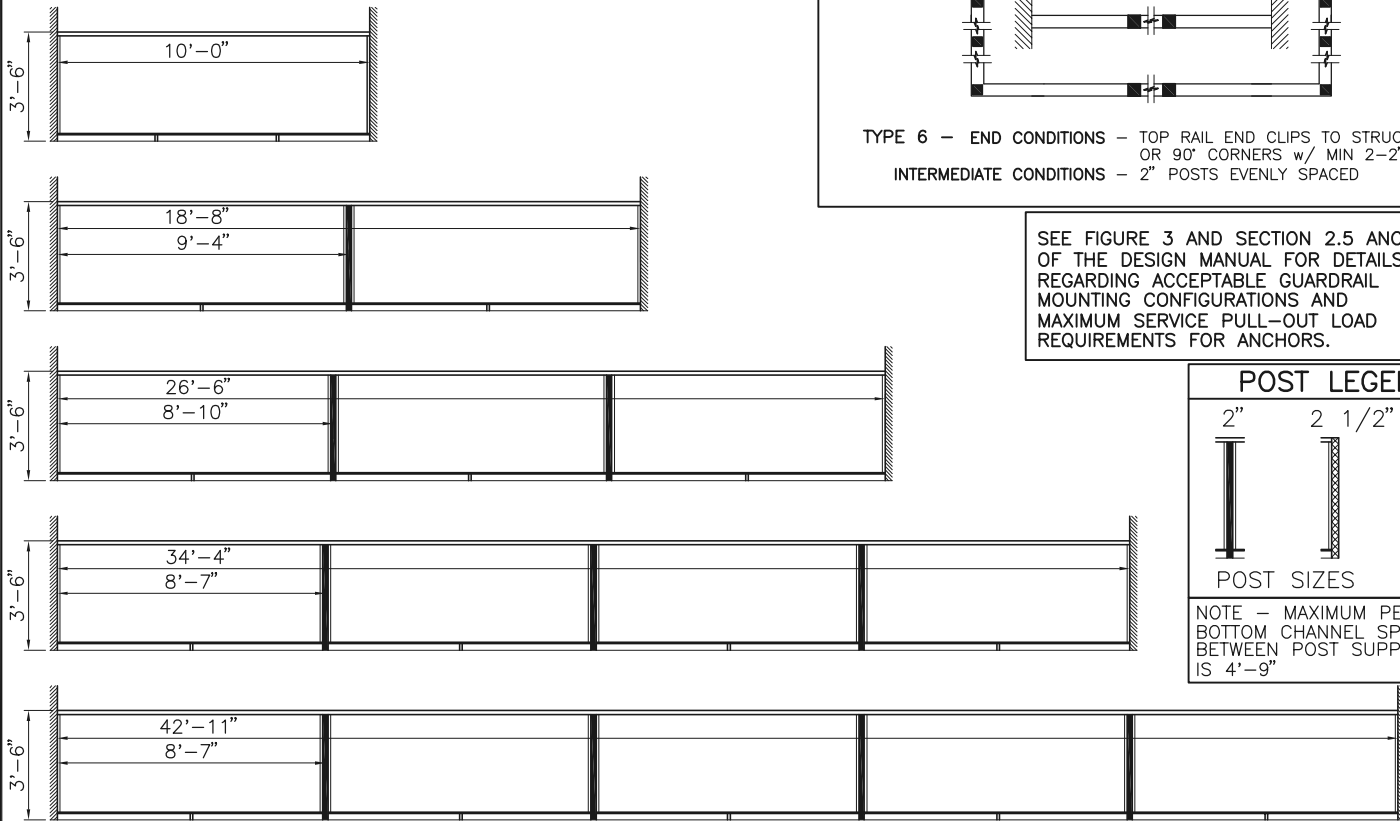 10'-0"
3'-6"
18'-8"
9'-4"
3'-6"
26'-6"
8'-10"
3'-6"
34'-4"
8'-7"
3'-6"
42'-11"
8'-7"
3'-6"
TYPE 6 - END CONDITIONS - TOP RAIL END CLIPS TO STRUC
OR 90° CORNERS w/ MIN 2-2"
INTERMEDIATE CONDITIONS - 2" POSTS EVENLY SPACED
SEE FIGURE 3 AND SECTION 2.5 ANC
OF THE DESIGN MANUAL FOR DETAILS
REGARDING ACCEPTABLE GUARDRAIL
MOUNTING CONFIGURATIONS AND
MAXIMUM SERVICE PULL-OUT LOAD
REQUIREMENTS FOR ANCHORS.
POST LEGE
2" 2 1/2"
POST SIZES
NOTE - MAXIMUM PE
BOTTOM CHANNEL SP
BETWEEN POST SUPP
IS 4'-9"